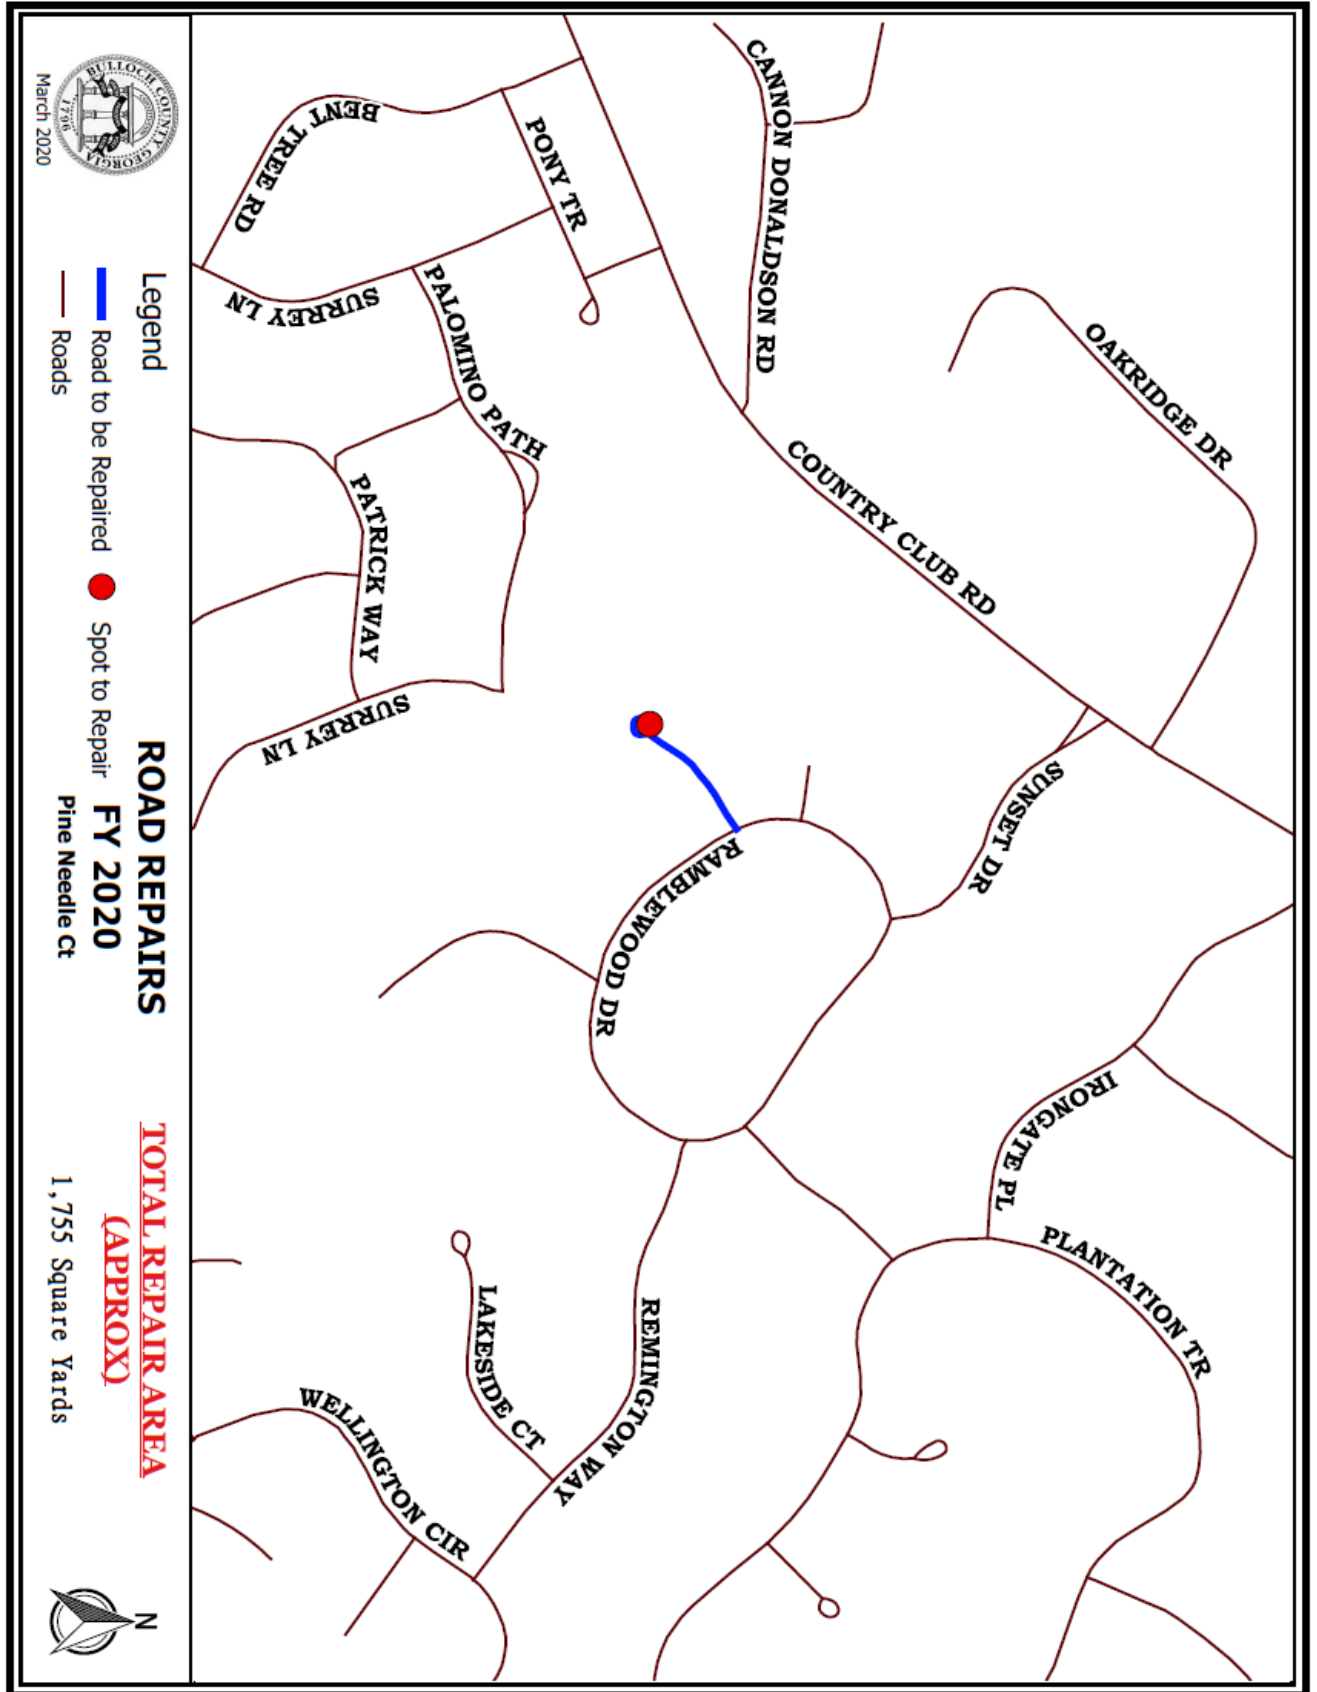 CANNON DONALDSON RD
OAKRIDGE DR
COUNTRY CLUB RD
PONY TR
BENT TREE RD
SURREY LN
PALOMINO PATH
PATRICK WAY
SURREY LN
SUNSET DR
RAMBLEWOOD DR
IRONGATE PL
PLANTATION TR
REMINGTON WAY
LAKESIDE CT
WELLINGTON CIR
BULLOCH COUNTY GEORGIA
1796
March 2020
Legend
Road to be Repaired
Spot to Repair
Roads
ROAD REPAIRS
FY 2020
Pine Needle Ct
TOTAL REPAIR AREA
(APPROX)
1,755 Square Yards
N